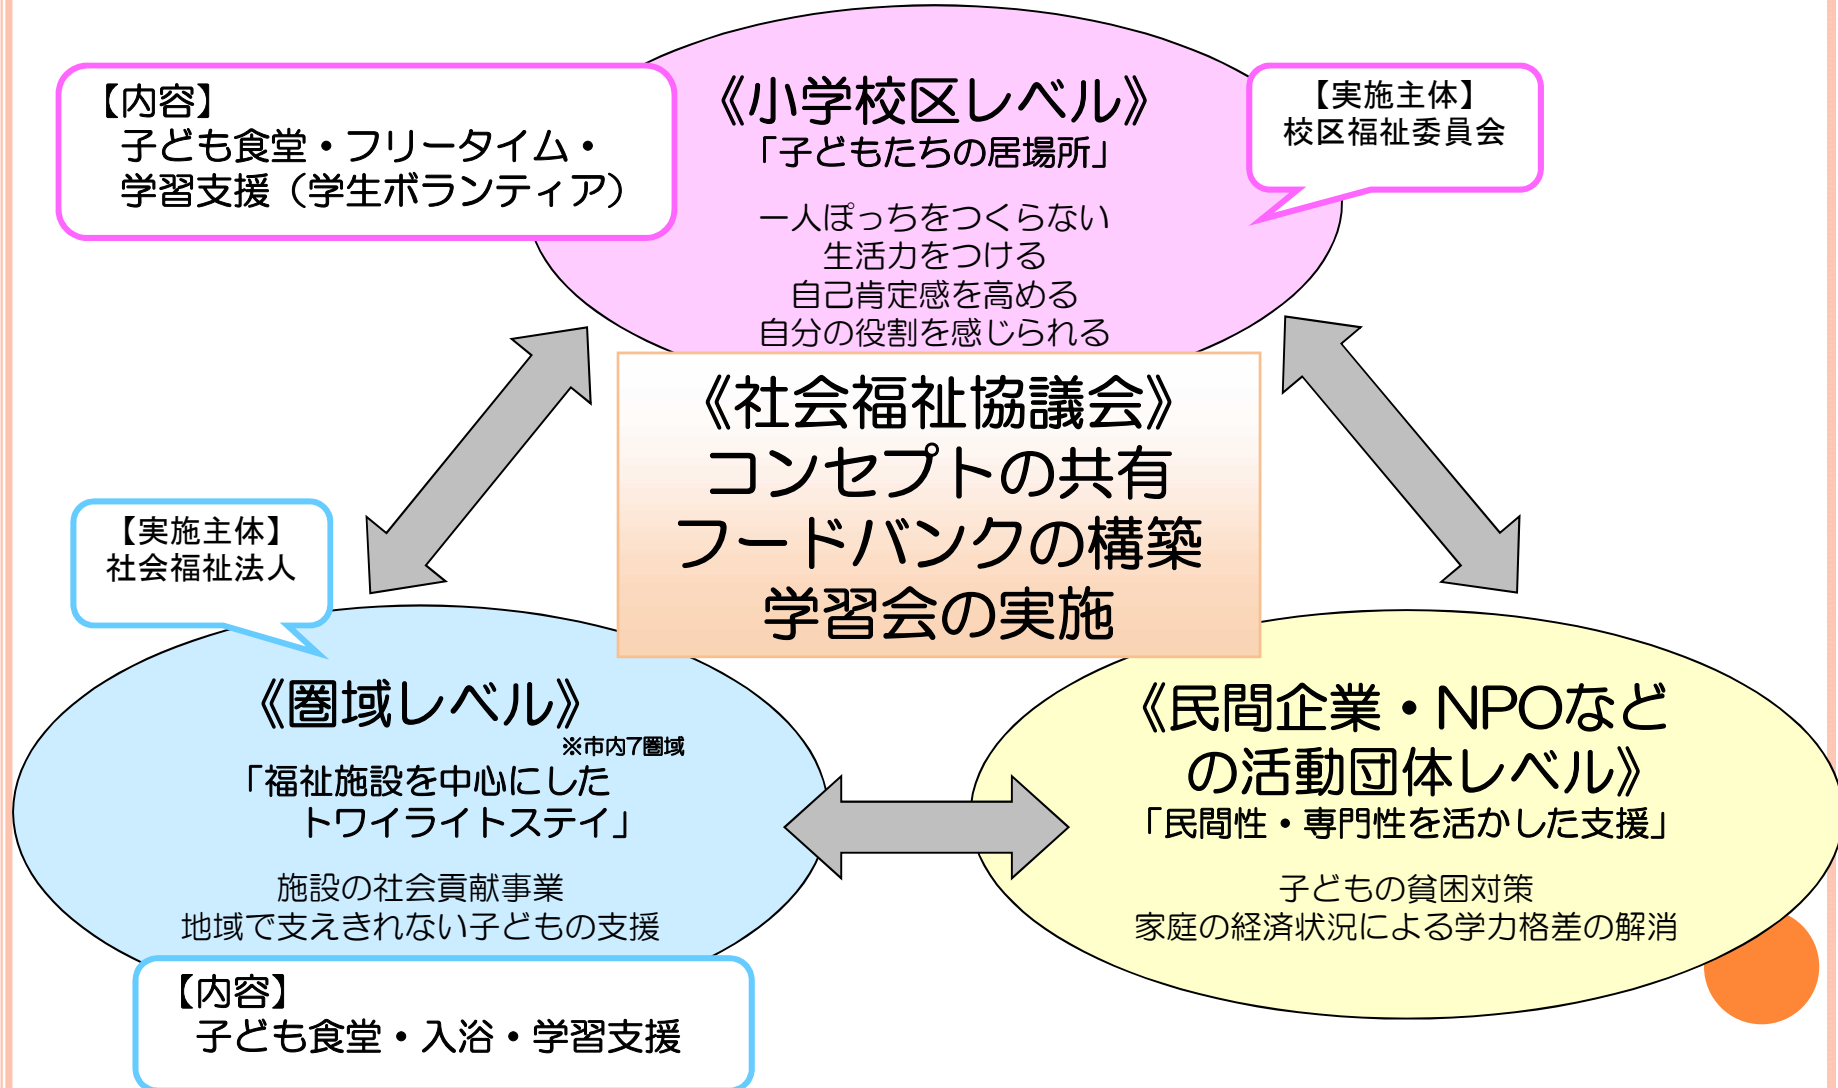 【内容】
子ども食堂・フリータイム・
学習支援（学生ボランティア）
《小学校区レベル》
「子どもたちの居場所」
一人ぼっちをつくらない
生活力をつける
自己肯定感を高める
自分の役割を感じられる
【実施主体】
校区福祉委員会
《社会福祉協議会》
コンセプトの共有
フードバンクの構築
学習会の実施
【実施主体】
社会福祉法人
《圏域レベル》
※市内7圏域
「福祉施設を中心にした
トワイライトステイ」
施設の社会貢献事業
地域で支えきれない子どもの支援
【内容】
子ども食堂・入浴・学習支援
《民間企業・NPOなど
の活動団体レベル》
「民間性・専門性を活かした支援」
子どもの貧困対策
家庭の経済状況による学力格差の解消